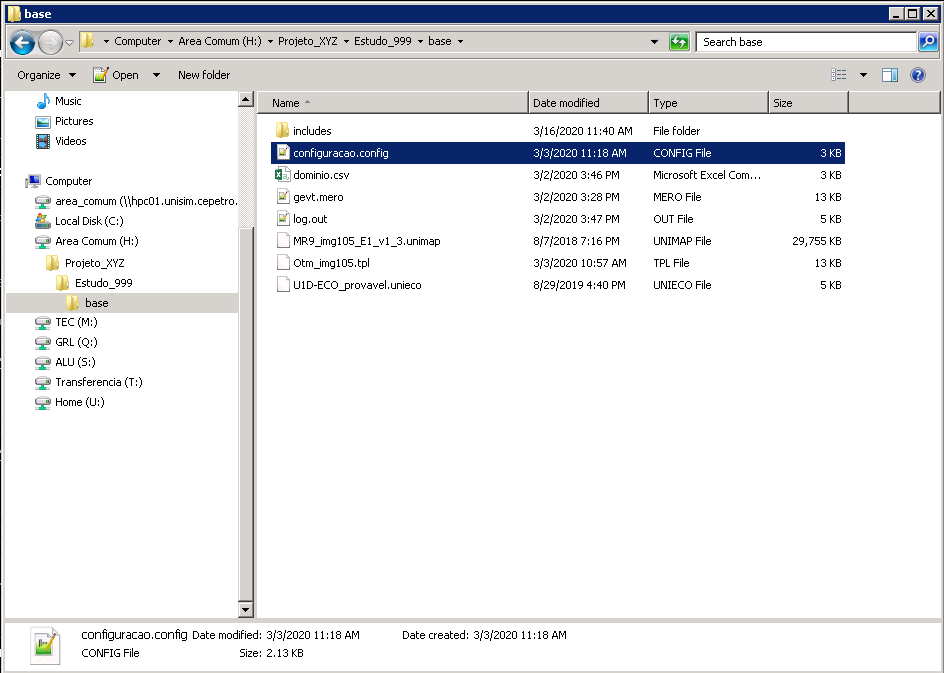 base
Computer Area Comum (H:) Projeto_XYZ Estudo_999 base Search base
Organize Open New folder
Name Date modified Type Size
Music
Pictures
Videos
Computer
area_comum (\\hpc01.unisim.cepetro.
Local Disk (C:)
Area Comum (H:)
Projeto_XYZ
Estudo_999
base
TEC (M:)
GRL (Q:)
ALU (S:)
Transferencia (T:)
Home (U:)
includes 3/16/2020 11:40 AM File folder
configuracao.config 3/3/2020 11:18 AM CONFIG File 3 KB
dominio.csv 3/2/2020 3:46 PM Microsoft Excel Com... 3 KB
gevt.mero 3/2/2020 3:28 PM MERO File 13 KB
log.out 3/2/2020 3:47 PM OUT File 5 KB
MR9_img105_E1_v1_3.unimap 8/7/2018 7:16 PM UNIMAP File 29,755 KB
Otm_img105.tpl 3/3/2020 10:57 AM TPL File 13 KB
U1D-ECO_provavel.unieco 8/29/2019 4:40 PM UNIECO File 5 KB
configuracao.config Date modified: 3/3/2020 11:18 AM Date created: 3/3/2020 11:18 AM
CONFIG File Size: 2.13 KB